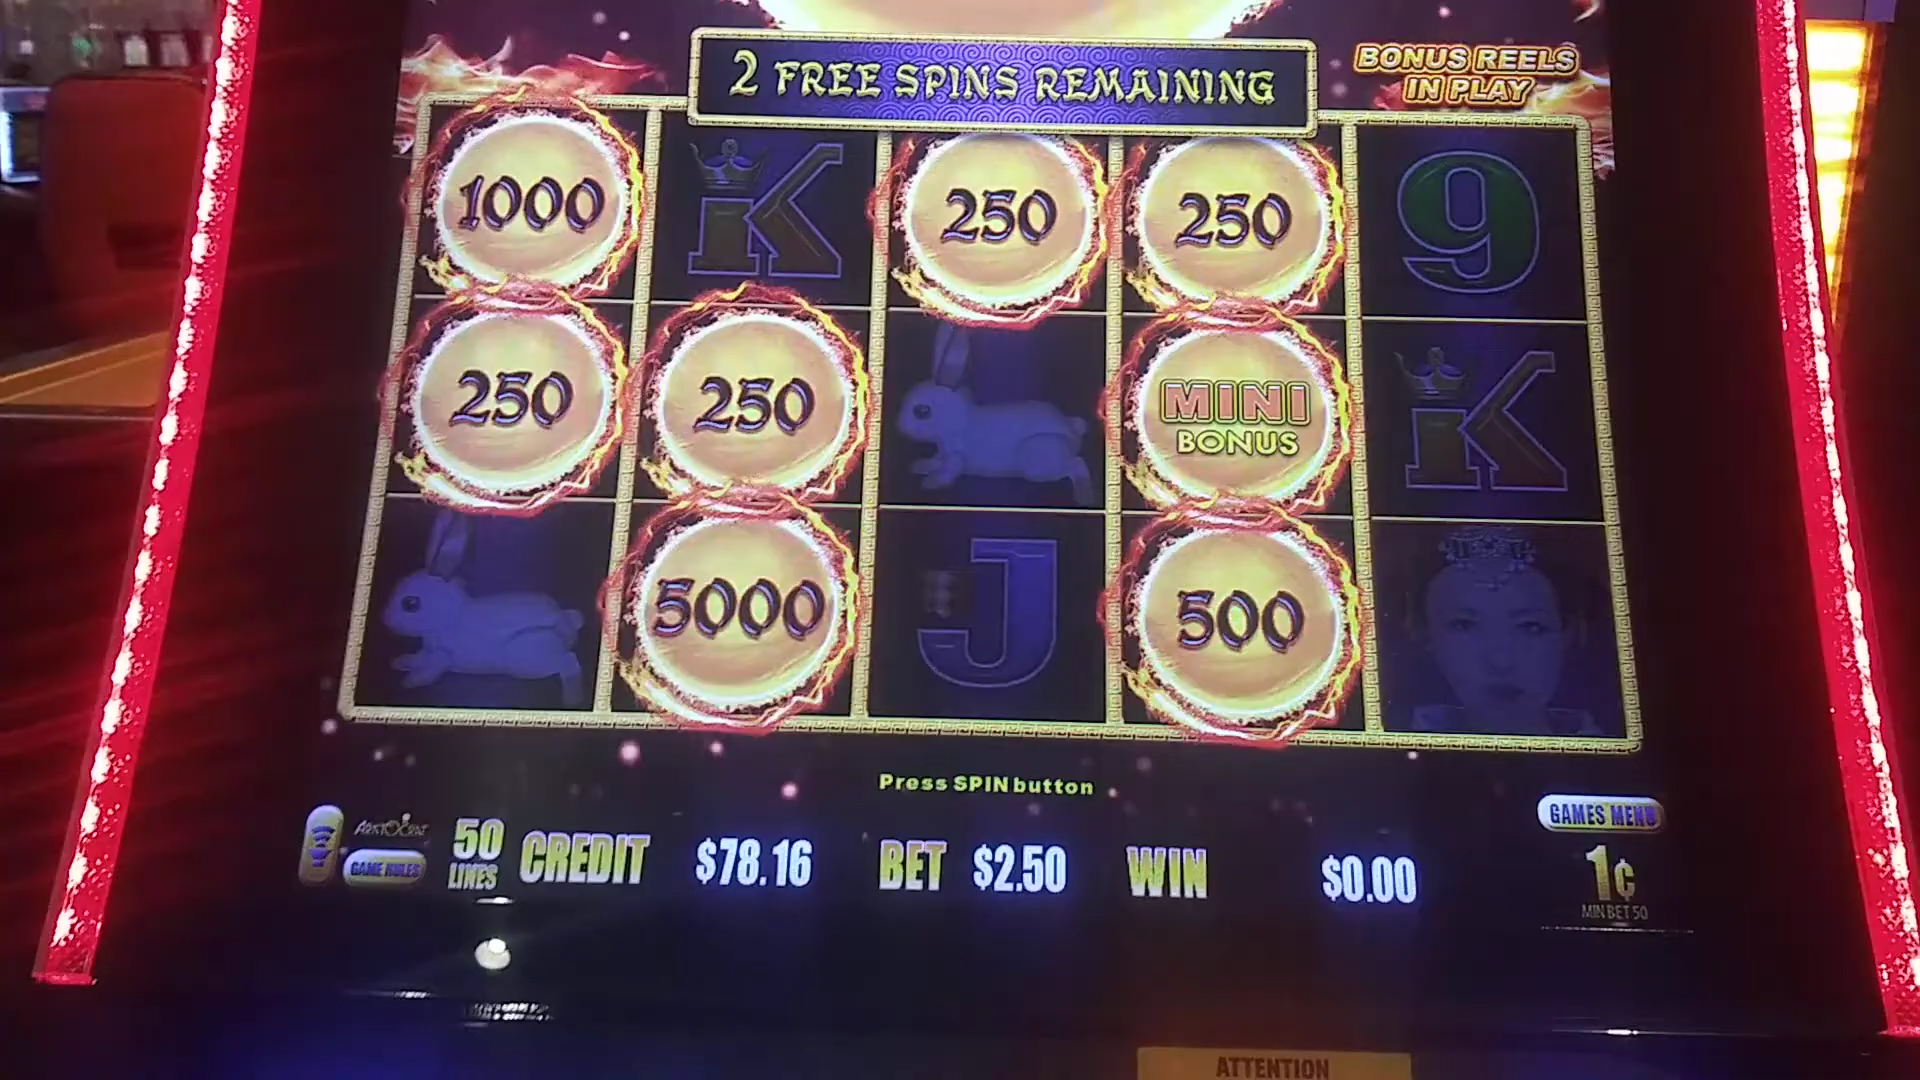 2 FREE SPINS REMAINING
BONUS REELS
IN PLAY
1000
K
250
250
9
250
250
MINI
BONUS
K
5000
J
500
Press SPIN button
GAMES MENU
ARISTOCRAT
GAME RULES
50
LINES
CREDIT
$78.16
BET
$2.50
WIN
$0.00
1¢
MIN BET 50
ATTENTION